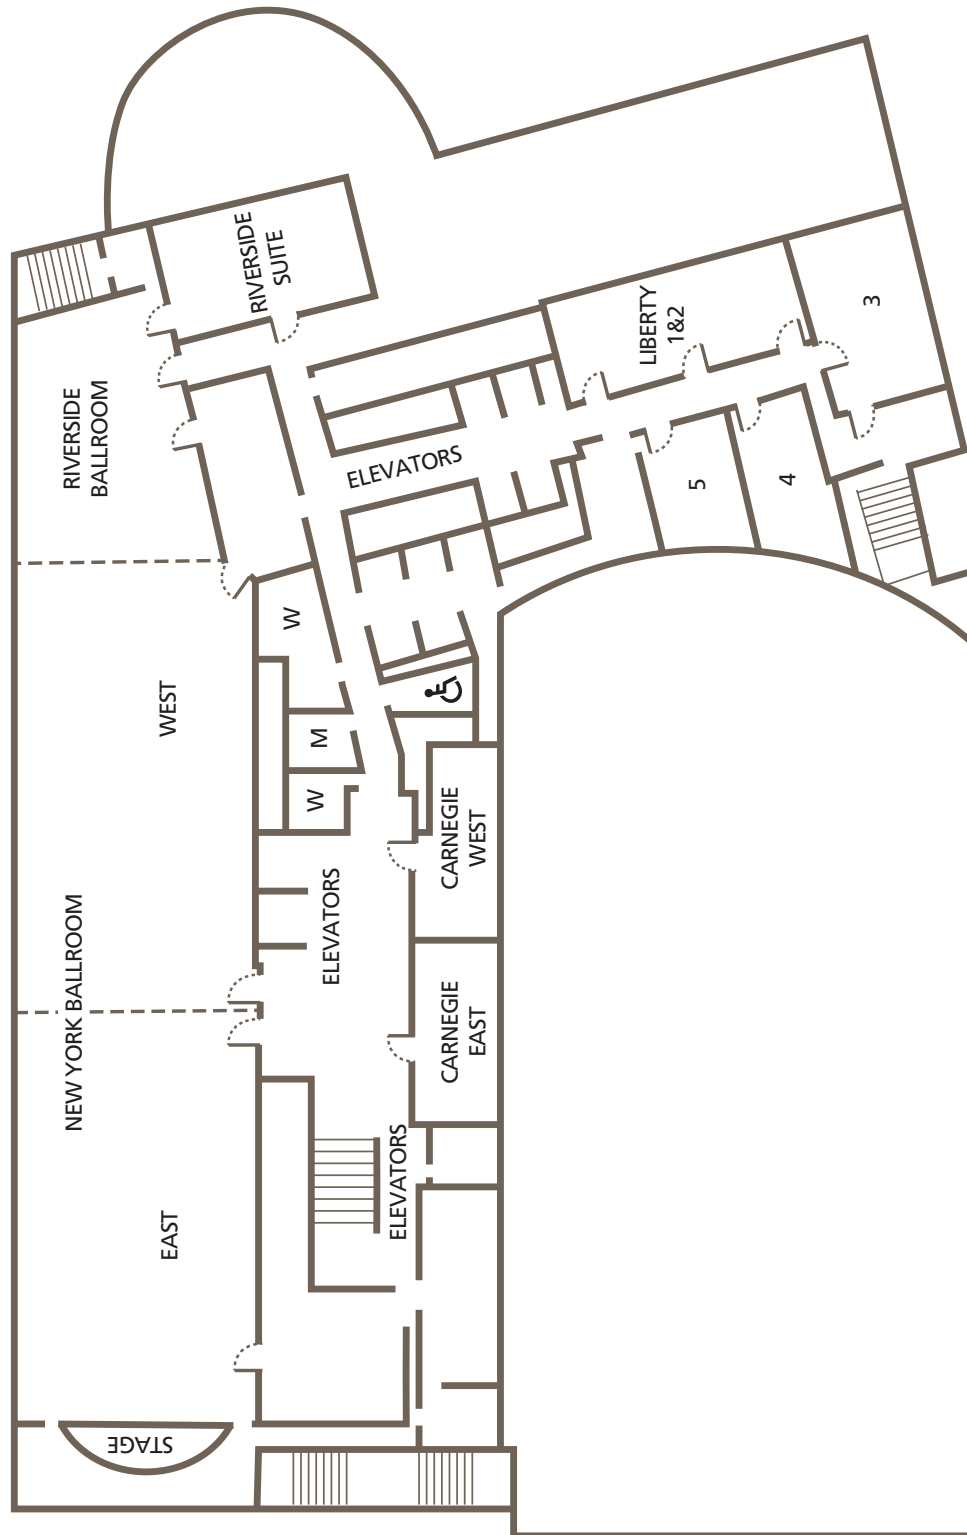 RIVERSIDE
SUITE
RIVERSIDE
BALLROOM
LIBERTY
1&2
3
ELEVATORS
5
4
WEST
W
M
W
CARNEGIE
WEST
ELEVATORS
NEW YORK BALLROOM
CARNEGIE
EAST
ELEVATORS
EAST
STAGE